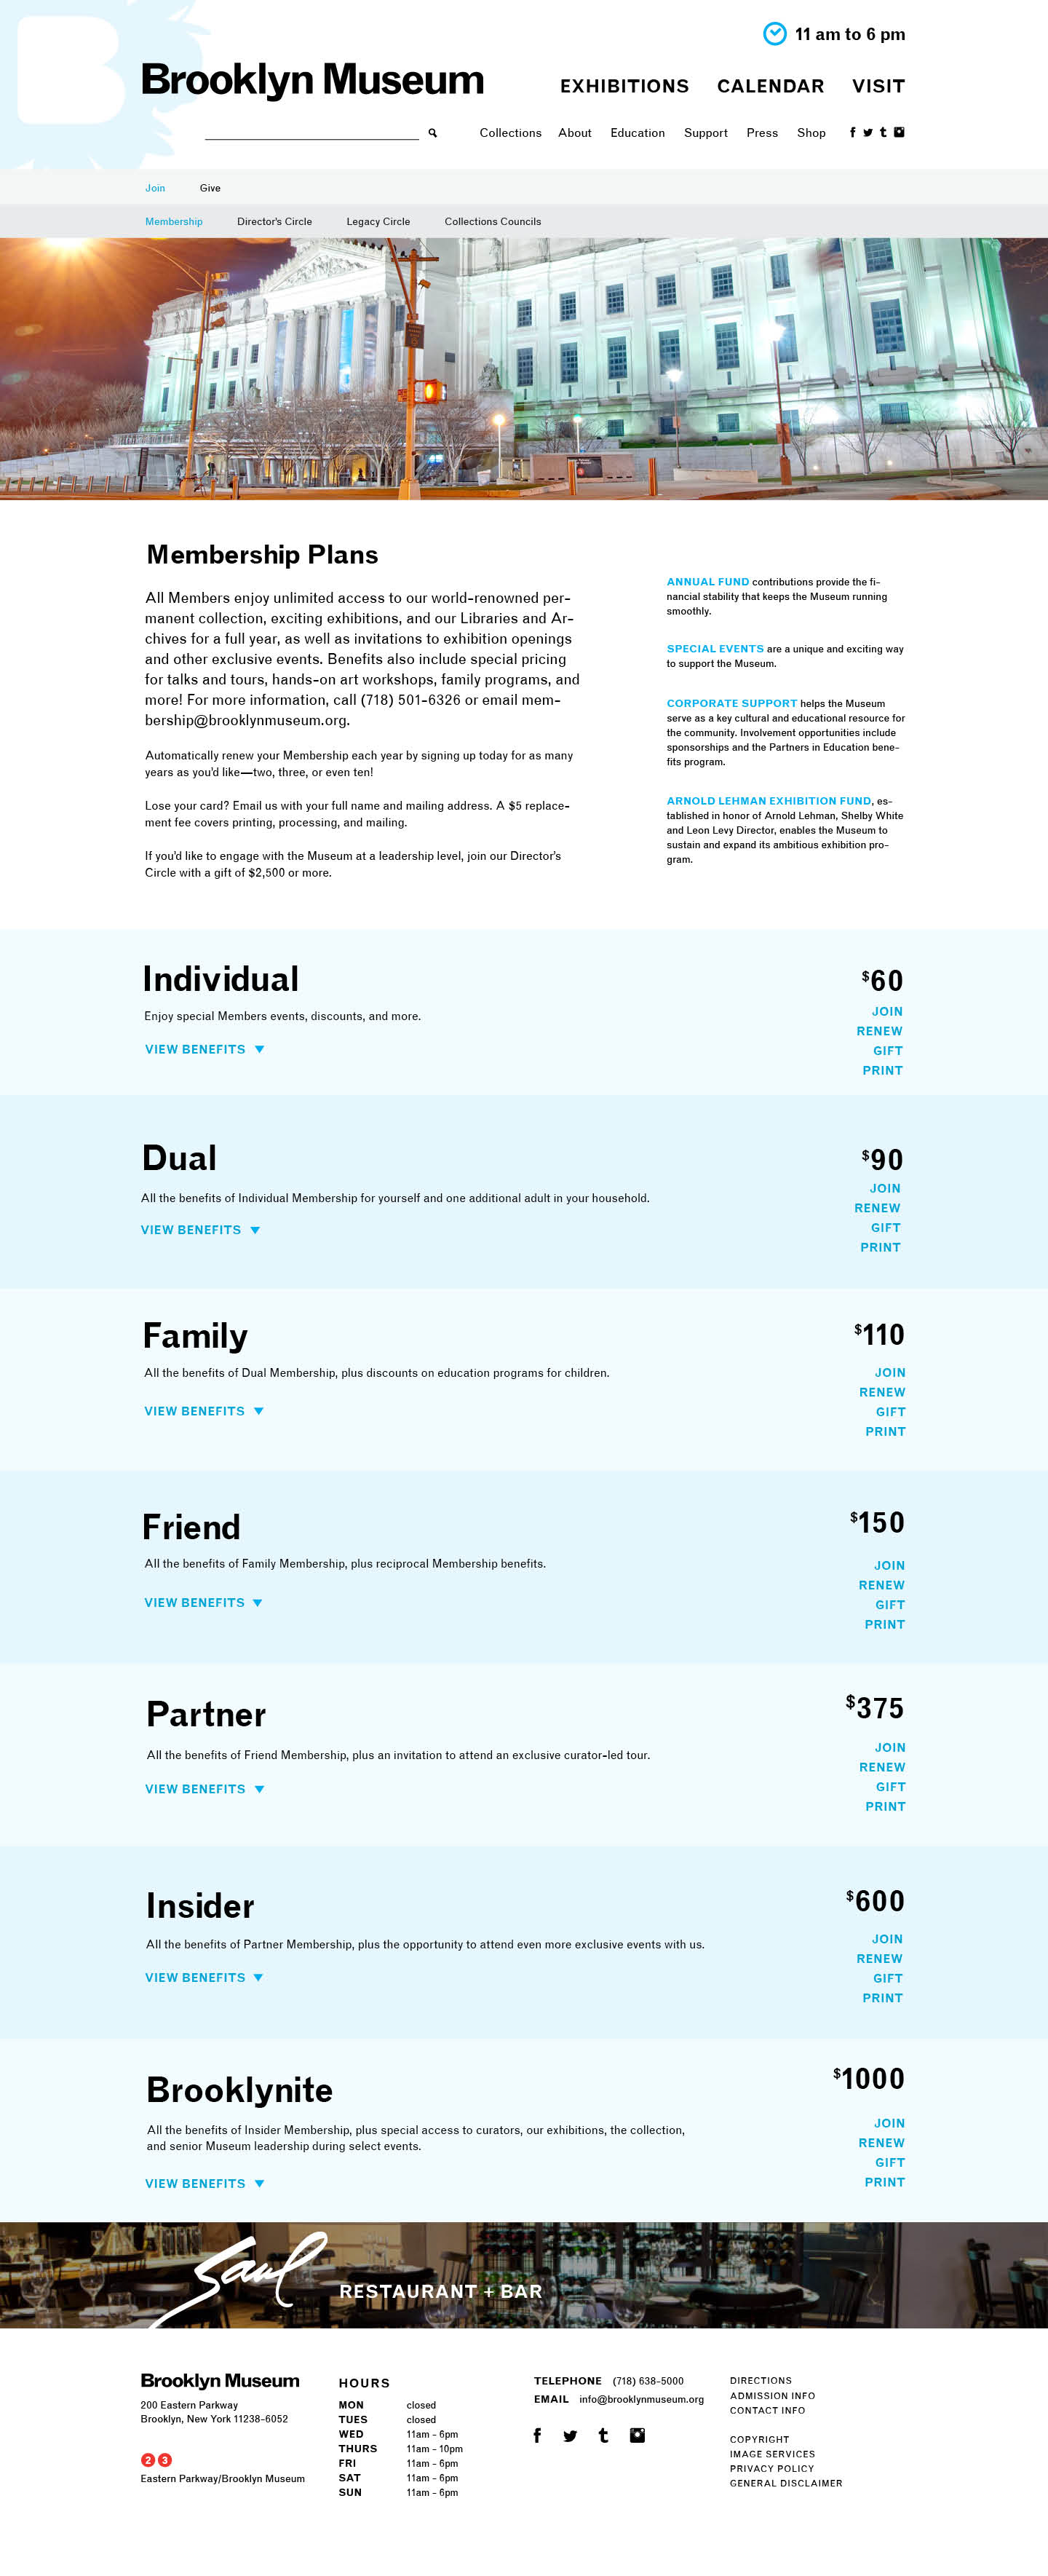 11 am to 6 pm
Brooklyn Museum
EXHIBITIONS CALENDAR VISIT
Collections About Education Support Press Shop
Join Give
Membership Director's Circle Legacy Circle Collections Councils
Membership Plans
All Members enjoy unlimited access to our world-renowned per-
manent collection, exciting exhibitions, and our Libraries and Ar-
chives for a full year, as well as invitations to exhibition openings
and other exclusive events. Benefits also include special pricing
for talks and tours, hands-on art workshops, family programs, and
more! For more information, call (718) 501-6326 or email mem-
bership@brooklynmuseum.org.
Automatically renew your Membership each year by signing up today for as many
years as you'd like—two, three, or even ten!
Lose your card? Email us with your full name and mailing address. A $5 replace-
ment fee covers printing, processing, and mailing.
If you'd like to engage with the Museum at a leadership level, join our Director's
Circle with a gift of $2,500 or more.
ANNUAL FUND contributions provide the fi-
nancial stability that keeps the Museum running
smoothly.
SPECIAL EVENTS are a unique and exciting way
to support the Museum.
CORPORATE SUPPORT helps the Museum
serve as a key cultural and educational resource for
the community. Involvement opportunities include
sponsorships and the Partners in Education bene-
fits program.
ARNOLD LEHMAN EXHIBITION FUND, es-
tablished in honor of Arnold Lehman, Shelby White
and Leon Levy Director, enables the Museum to
sustain and expand its ambitious exhibition pro-
gram.
Individual
Enjoy special Members events, discounts, and more.
VIEW BENEFITS
$60
JOIN
RENEW
GIFT
PRINT
Dual
All the benefits of Individual Membership for yourself and one additional adult in your household.
VIEW BENEFITS
$90
JOIN
RENEW
GIFT
PRINT
Family
All the benefits of Dual Membership, plus discounts on education programs for children.
VIEW BENEFITS
$110
JOIN
RENEW
GIFT
PRINT
Friend
All the benefits of Family Membership, plus reciprocal Membership benefits.
VIEW BENEFITS
$150
JOIN
RENEW
GIFT
PRINT
Partner
All the benefits of Friend Membership, plus an invitation to attend an exclusive curator-led tour.
VIEW BENEFITS
$375
JOIN
RENEW
GIFT
PRINT
Insider
All the benefits of Partner Membership, plus the opportunity to attend even more exclusive events with us.
VIEW BENEFITS
$600
JOIN
RENEW
GIFT
PRINT
Brooklynite
All the benefits of Insider Membership, plus special access to curators, our exhibitions, the collection,
and senior Museum leadership during select events.
VIEW BENEFITS
$1000
JOIN
RENEW
GIFT
PRINT
Saul RESTAURANT + BAR
Brooklyn Museum
200 Eastern Parkway
Brooklyn, New York 11238-6052
2 3
Eastern Parkway/Brooklyn Museum
HOURS
MON closed
TUES closed
WED 11am - 6pm
THURS 11am - 10pm
FRI 11am - 6pm
SAT 11am - 6pm
SUN 11am - 6pm
TELEPHONE (718) 638-5000
EMAIL info@brooklynmuseum.org
DIRECTIONS
ADMISSION INFO
CONTACT INFO
COPYRIGHT
IMAGE SERVICES
PRIVACY POLICY
GENERAL DISCLAIMER